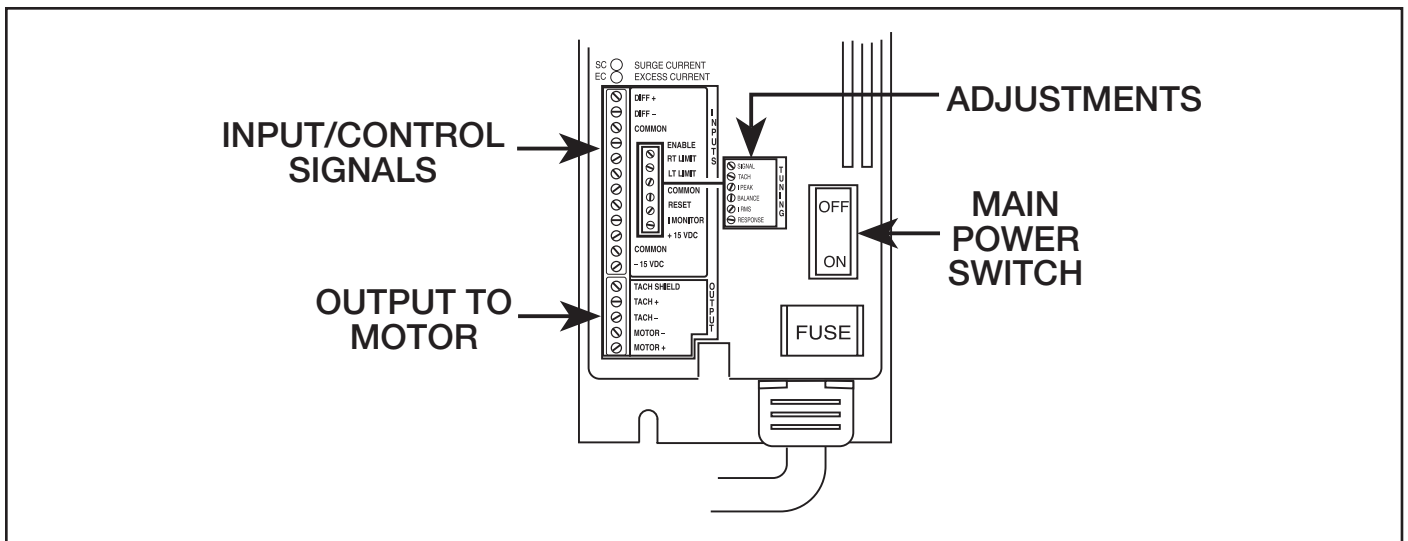 SC SURGE CURRENT
EC EXCESS CURRENT
DIFF +
DIFF –
COMMON
ENABLE
RT LIMIT
LT LIMIT
COMMON
RESET
I MONITOR
+ 15 VDC
COMMON
– 15 VDC
INPUTS
TACH SHIELD
TACH +
TACH –
MOTOR –
MOTOR +
OUTPUT
SIGNAL
TACH
I PEAK
BALANCE
I RMS
RESPONSE
TUNING
INPUT/CONTROL
SIGNALS
OUTPUT TO
MOTOR
ADJUSTMENTS
OFF
ON
MAIN
POWER
SWITCH
FUSE